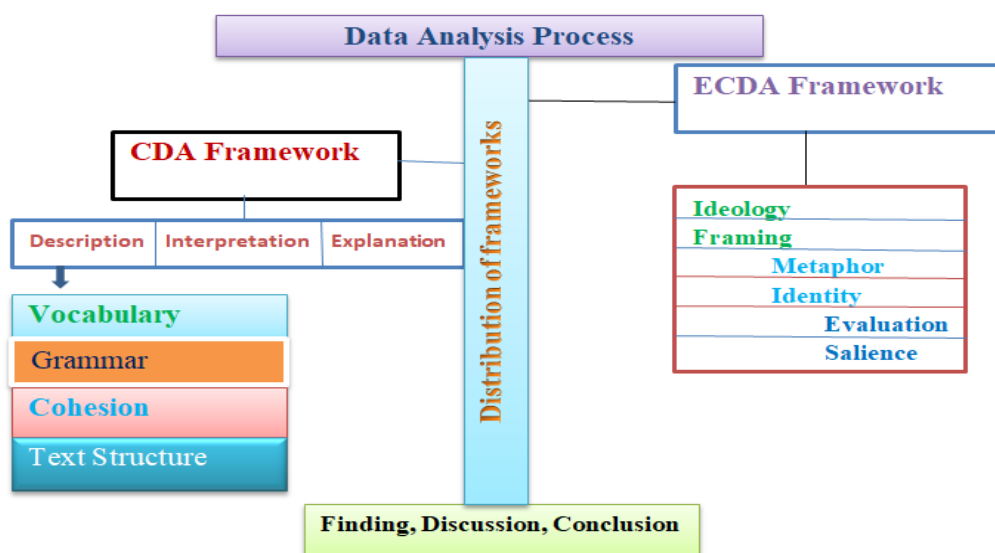 Data Analysis Process
ECDA Framework
CDA Framework
Distribution of frameworks
Description
Interpretation
Explanation
Vocabulary
Grammar
Cohesion
Text Structure
Ideology
Framing
Metaphor
Identity
Evaluation
Salience
Finding, Discussion, Conclusion